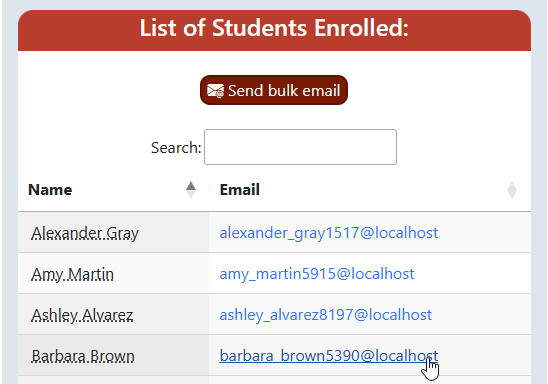 List of Students Enrolled:
Send bulk email
Search:
Name Email
Alexander Gray alexander_gray1517@localhost
Amy Martin amy_martin5915@localhost
Ashley Alvarez ashley_alvarez8197@localhost
Barbara Brown barbara_brown5390@localhost